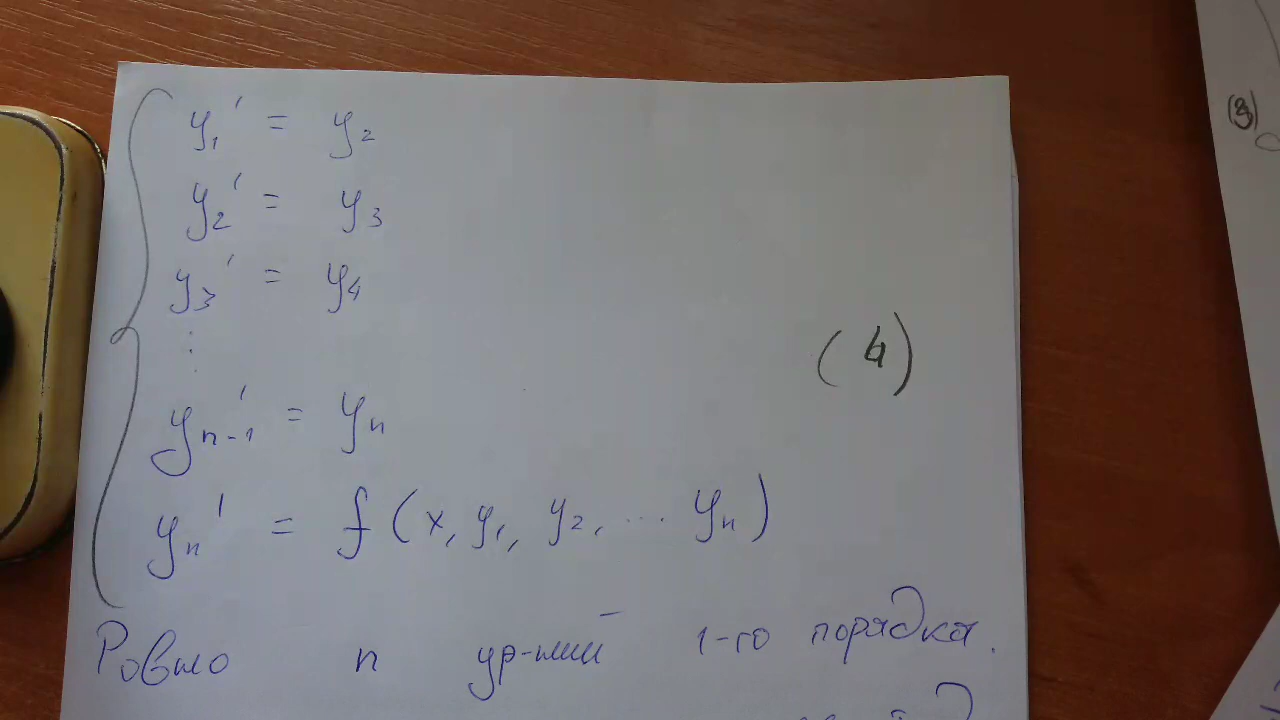 y₁' = y₂
y₂' = y₃
y₃' = y₄
⋮
(4)
yₙ₋₁' = yₙ
yₙ' = f(x, y₁, y₂, ... yₙ)
Ровно n ур-ний 1-го порядка.
(3)